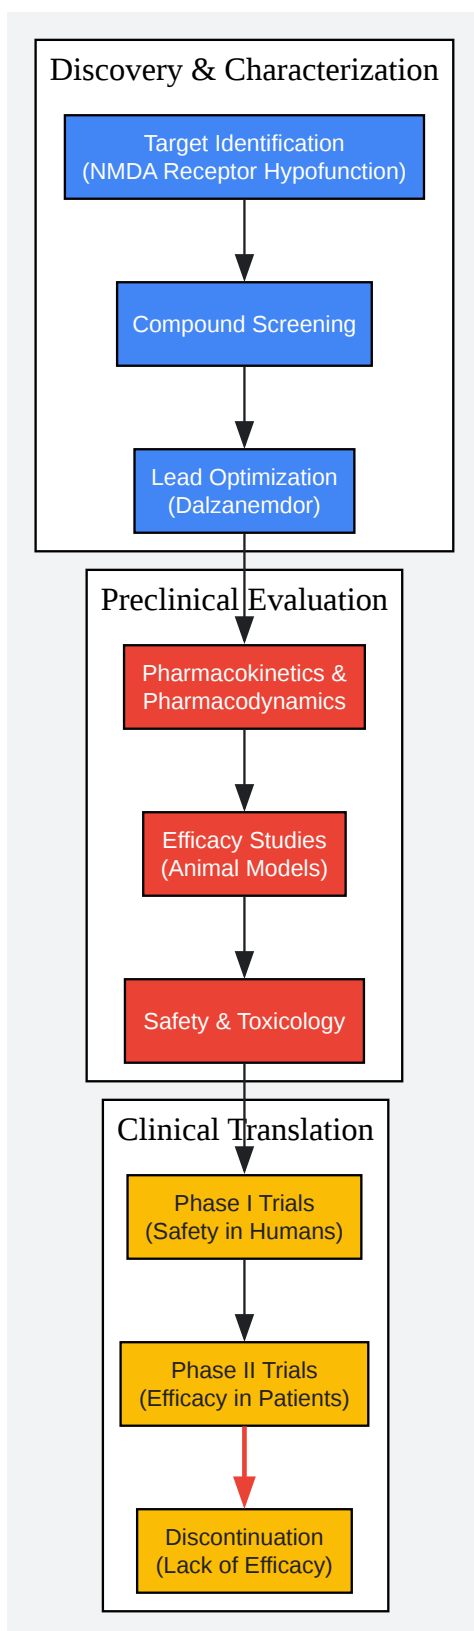 Discovery & Characterization
Target Identification
(NMDA Receptor Hypofunction)
Compound Screening
Lead Optimization
(Dalzanemdor)
Preclinical Evaluation
Pharmacokinetics &
Pharmacodynamics
Efficacy Studies
(Animal Models)
Safety & Toxicology
Clinical Translation
Phase I Trials
(Safety in Humans)
Phase II Trials
(Efficacy in Patients)
Discontinuation
(Lack of Efficacy)